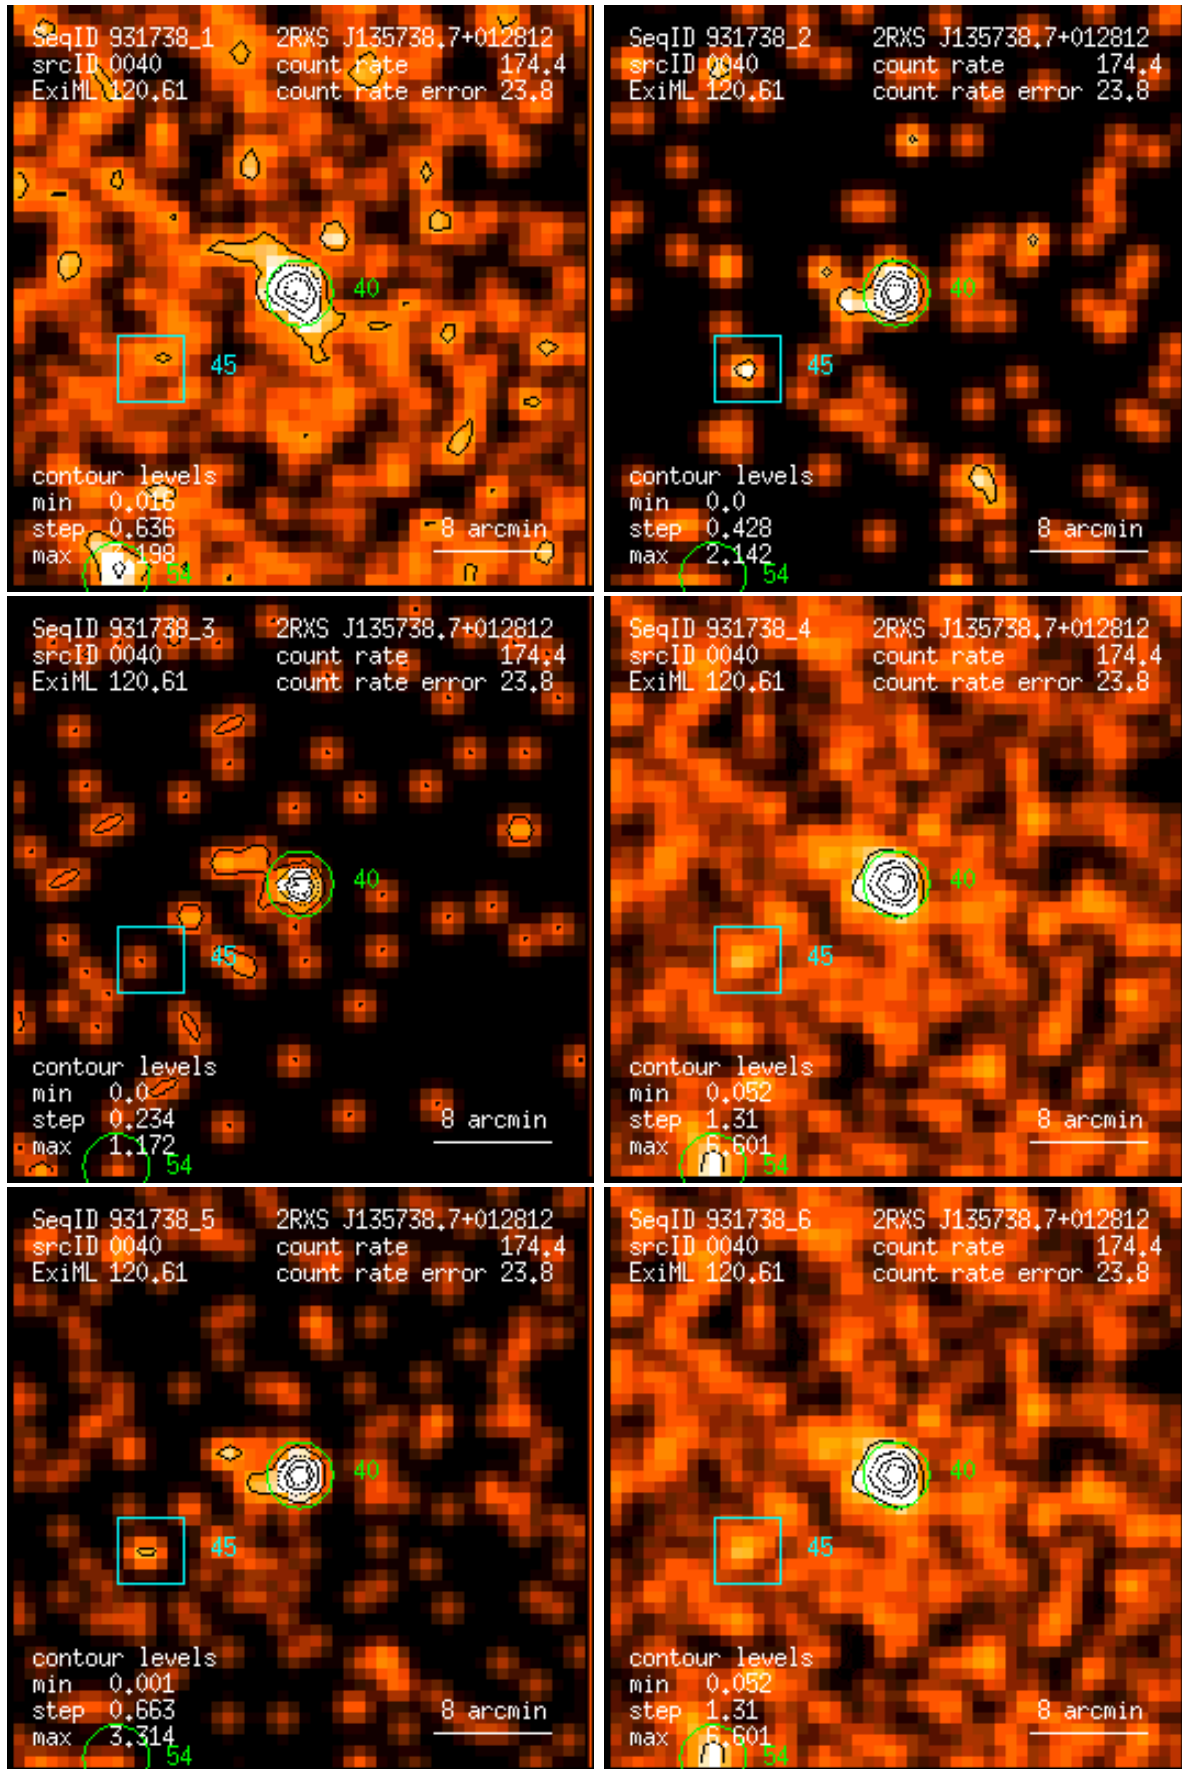 SeqID 931738_1 2RXS J135738.7+012812
srcID 0040 count rate 174.4
ExiML 120.61 count rate error 23.8
40
45
contour levels
min 0.016
step 0.636
8 arcmin
max 3.198
54
SeqID 931738_2 2RXS J135738.7+012812
srcID 0040 count rate 174.4
ExiML 120.61 count rate error 23.8
40
45
contour levels
min 0.0
step 0.428
8 arcmin
max 2.142
54
SeqID 931738_3 2RXS J135738.7+012812
srcID 0040 count rate 174.4
ExiML 120.61 count rate error 23.8
40
45
contour levels
min 0.0
step 0.234
8 arcmin
max 1.172
54
SeqID 931738_4 2RXS J135738.7+012812
srcID 0040 count rate 174.4
ExiML 120.61 count rate error 23.8
40
45
contour levels
min 0.052
step 1.31
8 arcmin
max 6.601
54
SeqID 931738_5 2RXS J135738.7+012812
srcID 0040 count rate 174.4
ExiML 120.61 count rate error 23.8
40
45
contour levels
min 0.001
step 0.663
8 arcmin
max 3.314
54
SeqID 931738_6 2RXS J135738.7+012812
srcID 0040 count rate 174.4
ExiML 120.61 count rate error 23.8
40
45
contour levels
min 0.052
step 1.31
8 arcmin
max 6.601
54